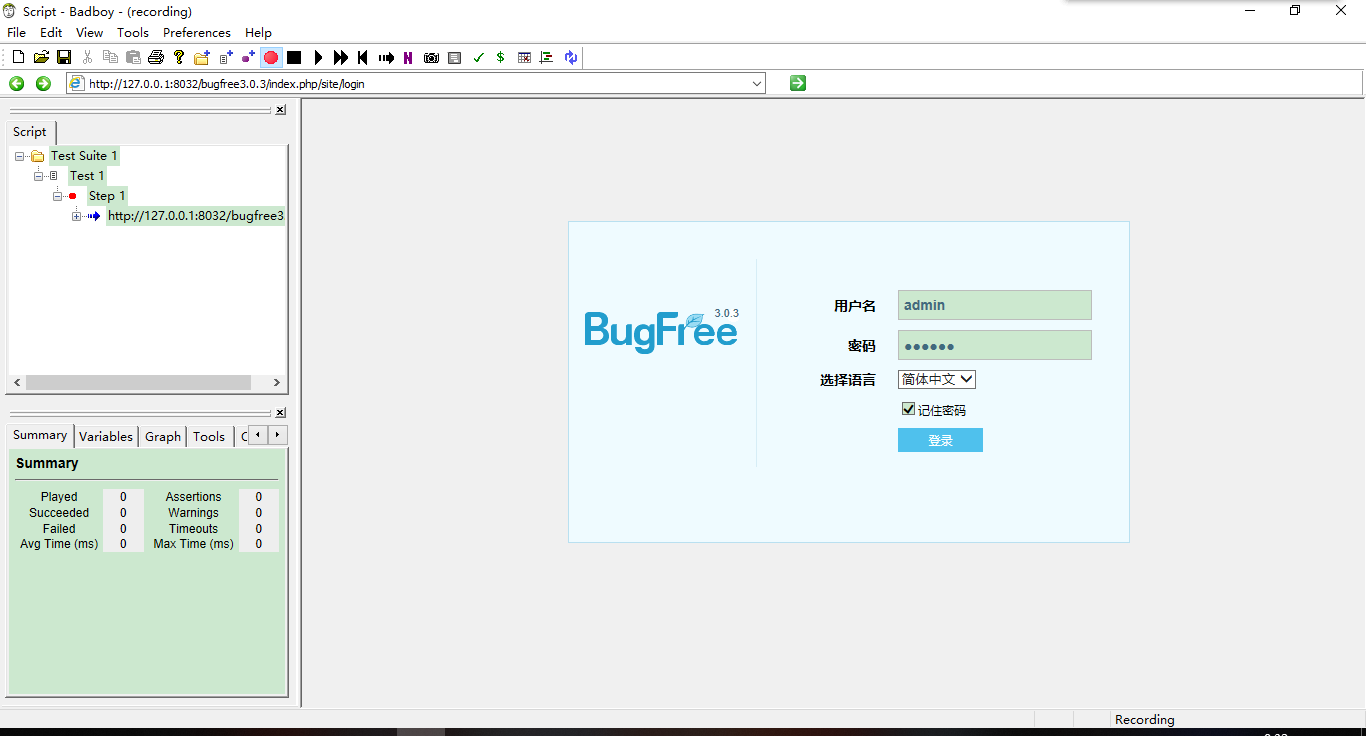 Script - Badboy - (recording)
File Edit View Tools Preferences Help
http://127.0.0.1:8032/bugfree3.0.3/index.php/site/login
Script
Test Suite 1
Test 1
Step 1
http://127.0.0.1:8032/bugfree3
Summary Variables Graph Tools C
Summary
Played 0 Assertions 0
Succeeded 0 Warnings 0
Failed 0 Timeouts 0
Avg Time (ms) 0 Max Time (ms) 0
BugFree 3.0.3
用户名 admin
密码 ●●●●●●
选择语言 简体中文
记住密码
登录
Recording